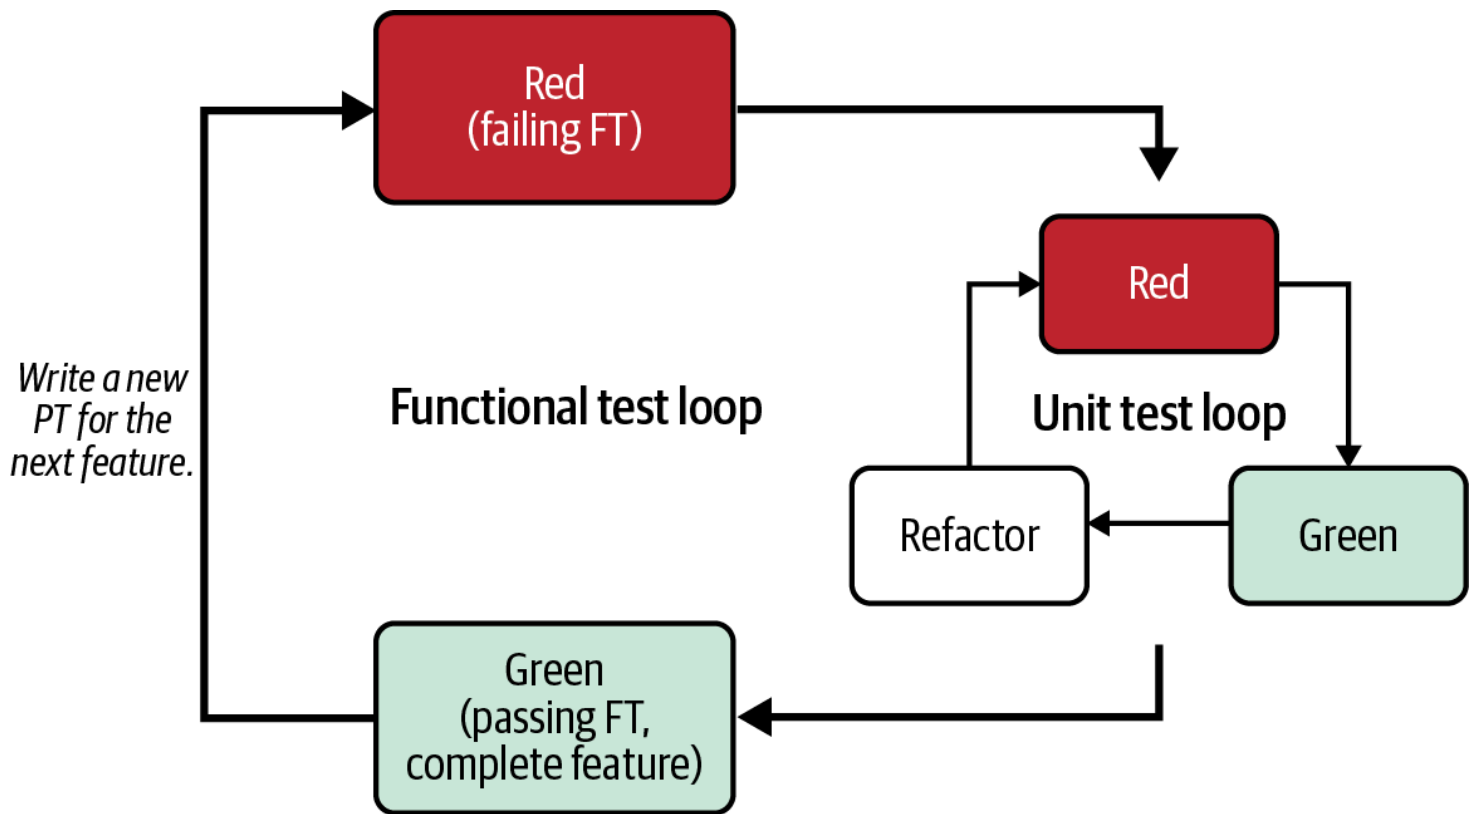 Red
(failing FT)
Red
Write a new
PT for the
next feature.
Functional test loop
Unit test loop
Refactor
Green
Green
(passing FT,
complete feature)